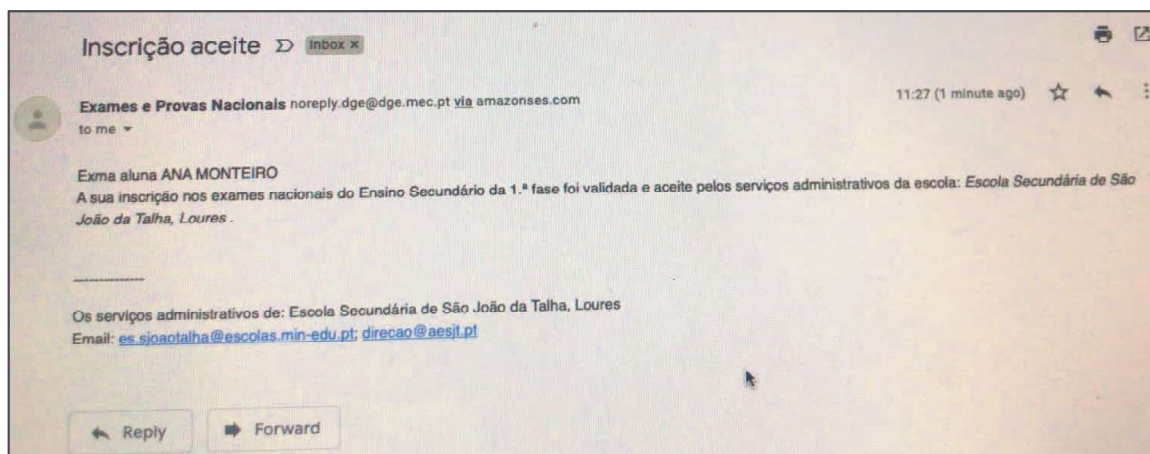 Inscrição aceite Inbox x
Exames e Provas Nacionais noreply.dge@dge.mec.pt via amazonses.com 11:27 (1 minute ago)
to me
Exma aluna ANA MONTEIRO
A sua inscrição nos exames nacionais do Ensino Secundário da 1.ª fase foi validada e aceite pelos serviços administrativos da escola: Escola Secundária de São
João da Talha, Loures .
---------------
Os serviços administrativos de: Escola Secundária de São João da Talha, Loures
Email: es.sjoaotalha@escolas.min-edu.pt; direcao@aesjt.pt
Reply Forward